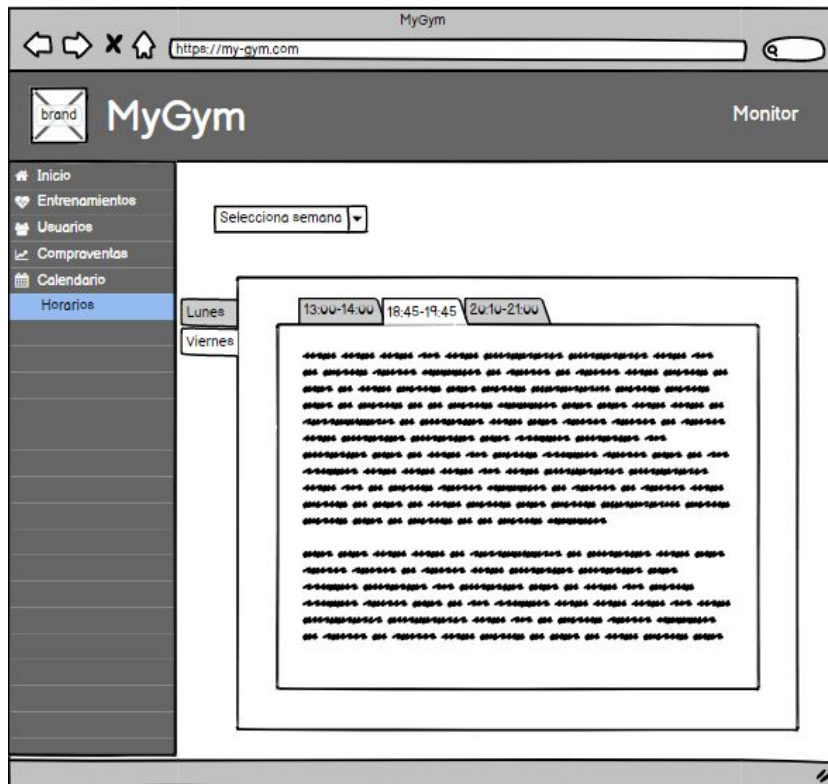 MyGym
https://my-gym.com
brand
MyGym
Monitor
Inicio
Entrenamientos
Usuarios
Compraventas
Calendario
Horarios
Selecciona semana
Lunes
Viernes
13:00-14:00
18:45-19:45
20:10-21:00